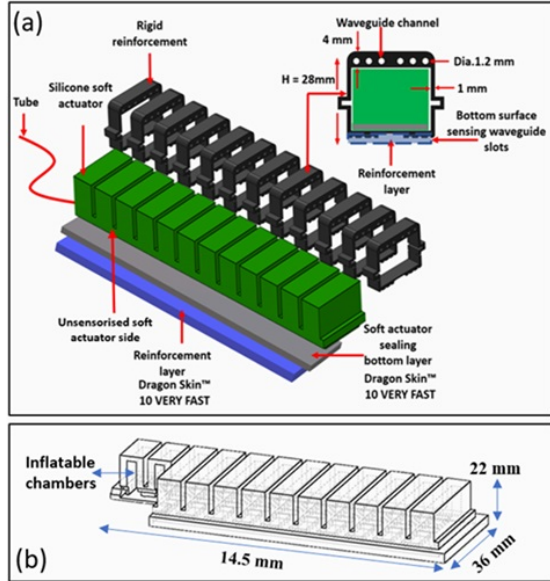 (a)
Rigid
reinforcement
Silicone soft
actuator
Tube
Waveguide channel
4 mm
Dia.1.2 mm
H = 28mm
1 mm
Bottom surface
sensing waveguide
slots
Reinforcement
layer
Unsensorised soft
actuator side
Reinforcement
layer
Dragon Skin™
10 VERY FAST
Soft actuator
sealing
bottom layer
Dragon Skin™
10 VERY FAST
Inflatable
chambers
22 mm
36 mm
14.5 mm
(b)